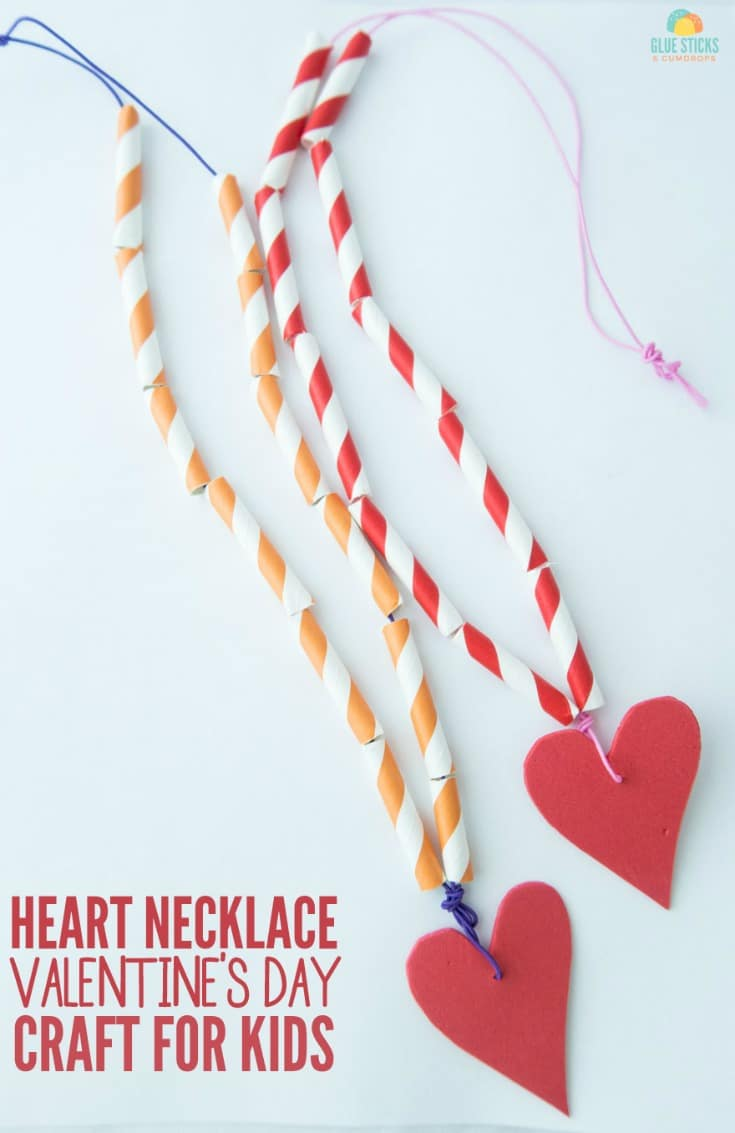 GLUE STICKS
& GUMDROPS
HEART NECKLACE
VALENTINE'S DAY
CRAFT FOR KIDS